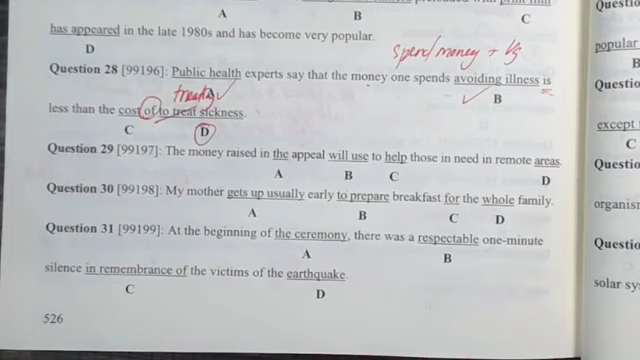 A B C
has appeared in the late 1980s and has become very popular.
D
spend money + Vg
Question 28 [99196]: Public health experts say that the money one spends avoiding illness is
treating A B
less than the cost of to treat sickness.
C D
Question 29 [99197]: The money raised in the appeal will use to help those in need in remote areas.
A B C D
Question 30 [99198]: My mother gets up usually early to prepare breakfast for the whole family.
A B C D
Question 31 [99199]: At the beginning of the ceremony, there was a respectable one-minute
A B
silence in remembrance of the victims of the earthquake.
C D
526
popular
B
except
C
organis
solar sy